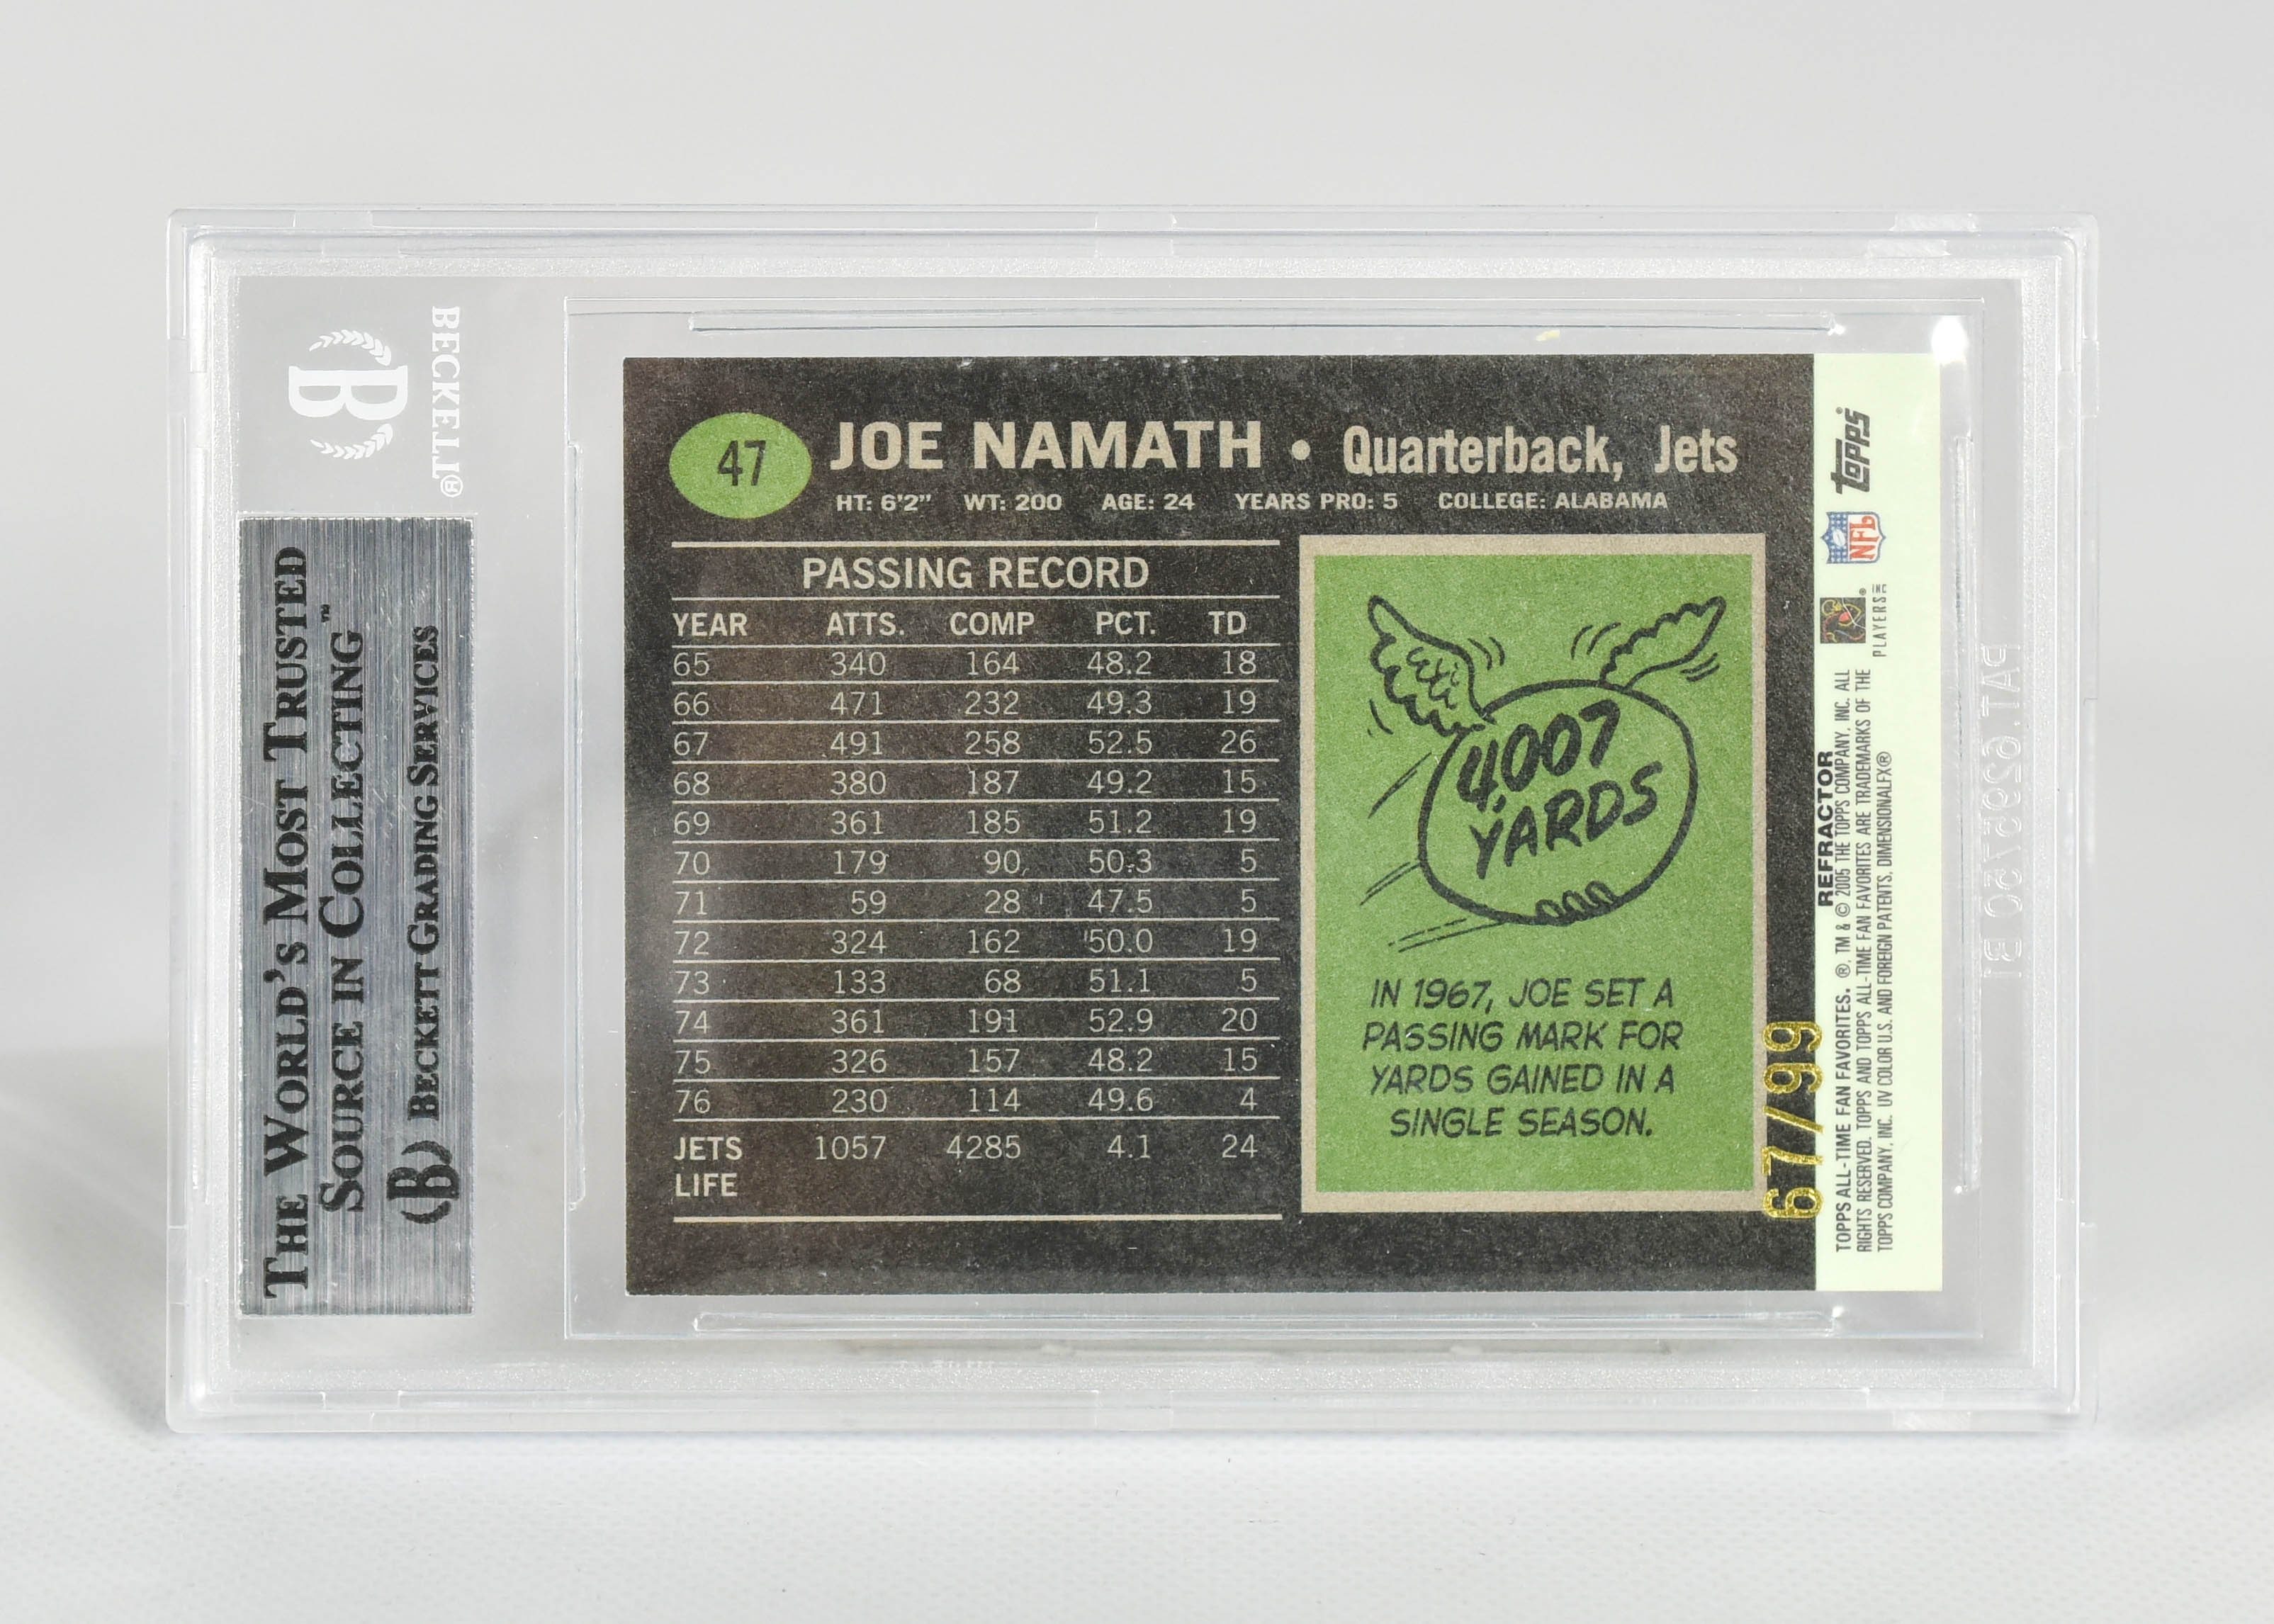 BECKETT®
B
THE WORLD'S MOST TRUSTED
SOURCE IN COLLECTING™
B BECKETT GRADING SERVICES
47 JOE NAMATH • Quarterback, Jets
HT: 6'2" WT: 200 AGE: 24 YEARS PRO: 5 COLLEGE: ALABAMA
PASSING RECORD
YEAR ATTS. COMP PCT. TD
65 340 164 48.2 18
66 471 232 49.3 19
67 491 258 52.5 26
68 380 187 49.2 15
69 361 185 51.2 19
70 179 90 50.3 5
71 59 28 47.5 5
72 324 162 50.0 19
73 133 68 51.1 5
74 361 191 52.9 20
75 326 157 48.2 15
76 230 114 49.6 4
JETS 1057 4285 4.1 24
LIFE
4,007
YARDS
IN 1967, JOE SET A
PASSING MARK FOR
YARDS GAINED IN A
SINGLE SEASON.
67/99
topps®
NFL
PLAYERS INC
REFRACTOR
TOPPS ALL-TIME FAN FAVORITES. ®, TM & © 2005 THE TOPPS COMPANY, INC. ALL
RIGHTS RESERVED. TOPPS AND TOPPS ALL-TIME FAN FAVORITES ARE TRADEMARKS OF THE
TOPPS COMPANY, INC. UV COLOR U.S. AND FOREIGN PATENTS, DIMENSIONALFX®